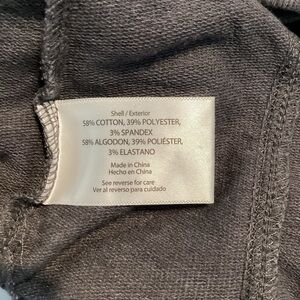 Shell / Exterior
58% COTTON, 39% POLYESTER,
3% SPANDEX
58% ALGODON, 39% POLIÉSTER,
3% ELASTANO
Made in China
Hecho en China
See reverse for care
Ver al reverso para cuidado